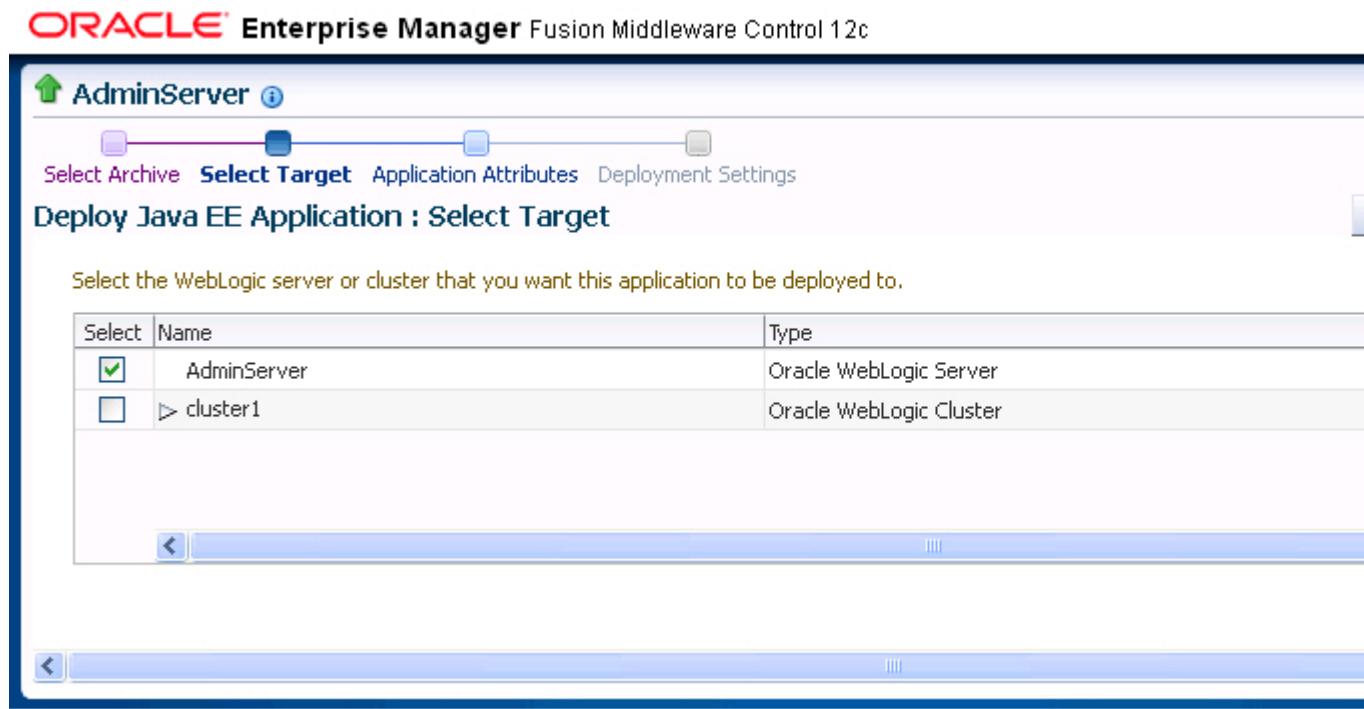 ORACLE Enterprise Manager Fusion Middleware Control 12c
AdminServer
Select Archive Select Target Application Attributes Deployment Settings
Deploy Java EE Application : Select Target
Select the WebLogic server or cluster that you want this application to be deployed to.
Select Name Type
AdminServer Oracle WebLogic Server
cluster1 Oracle WebLogic Cluster